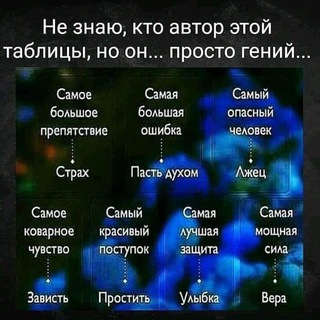 Не знаю, кто автор этой
таблицы, но он... просто гений...
Самое Самая Самый
большое большая опасный
препятствие ошибка человек
Страх Пасть духом Лжец
Самое Самый Самая Самая
коварное красивый лучшая мощная
чувство поступок защита сила
Зависть Простить Улыбка Вера